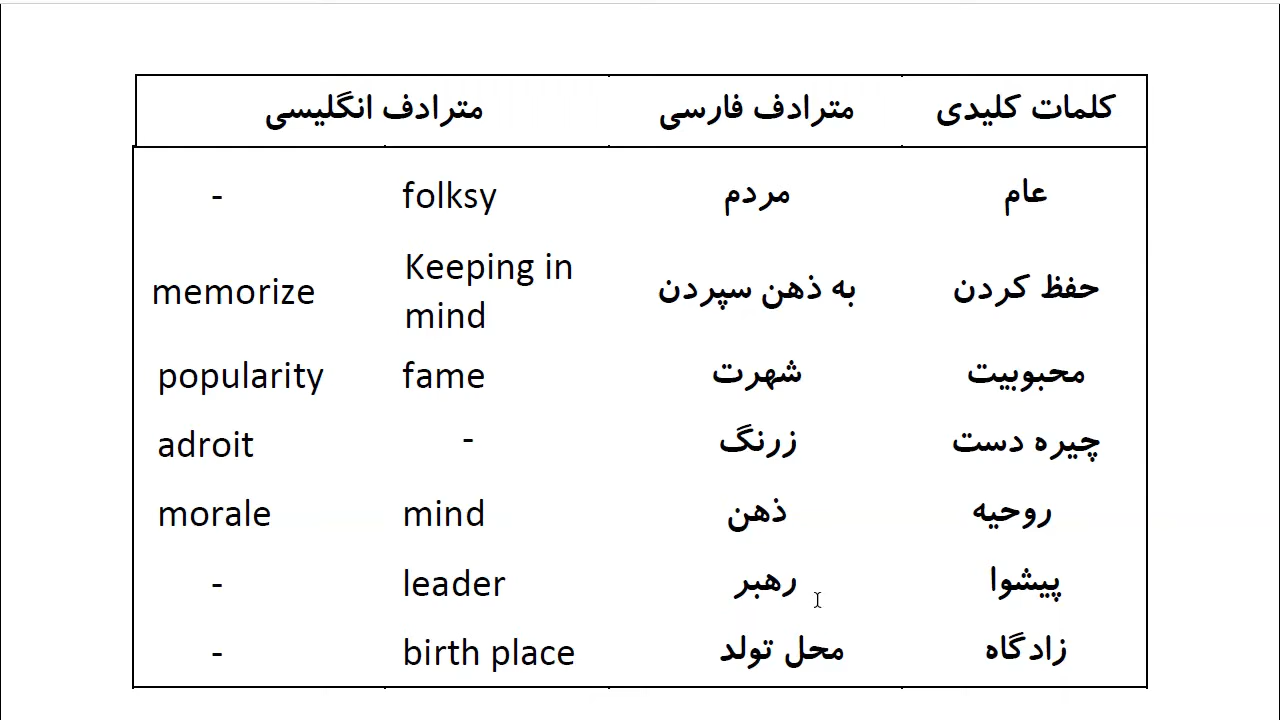 کلمات کلیدی مترادف فارسی مترادف انگلیسی
عام مردم folksy -
حفظ کردن به ذهن سپردن Keeping in mind memorize
محبوبیت شهرت fame popularity
چیره دست زرنگ - adroit
روحیه ذهن mind morale
پیشوا رهبر leader -
زادگاه محل تولد birth place -